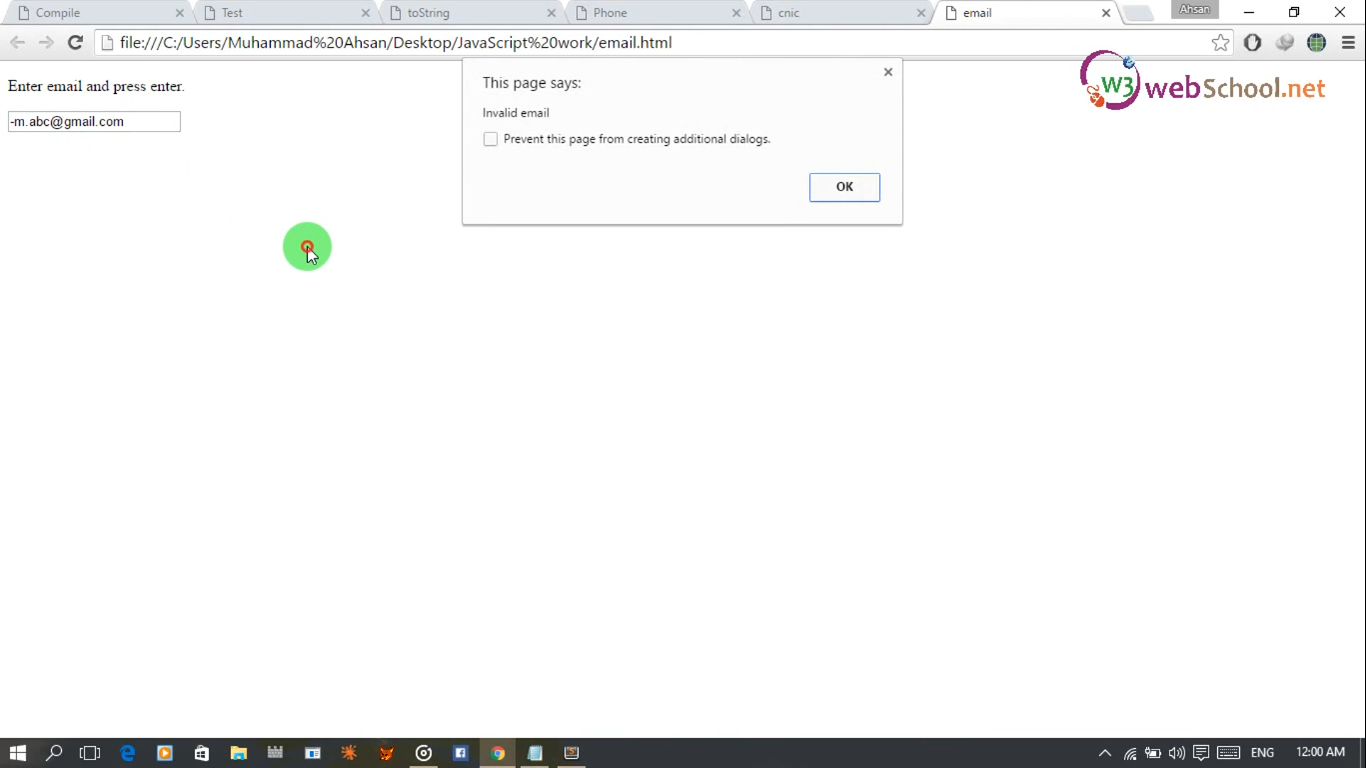 Compile
Test
toString
Phone
cnic
email
Ahsan
file:///C:/Users/Muhammad%20Ahsan/Desktop/JavaScript%20work/email.html
Enter email and press enter.
-m.abc@gmail.com
This page says:
Invalid email
Prevent this page from creating additional dialogs.
OK
W3 webSchool.net
ENG
12:00 AM